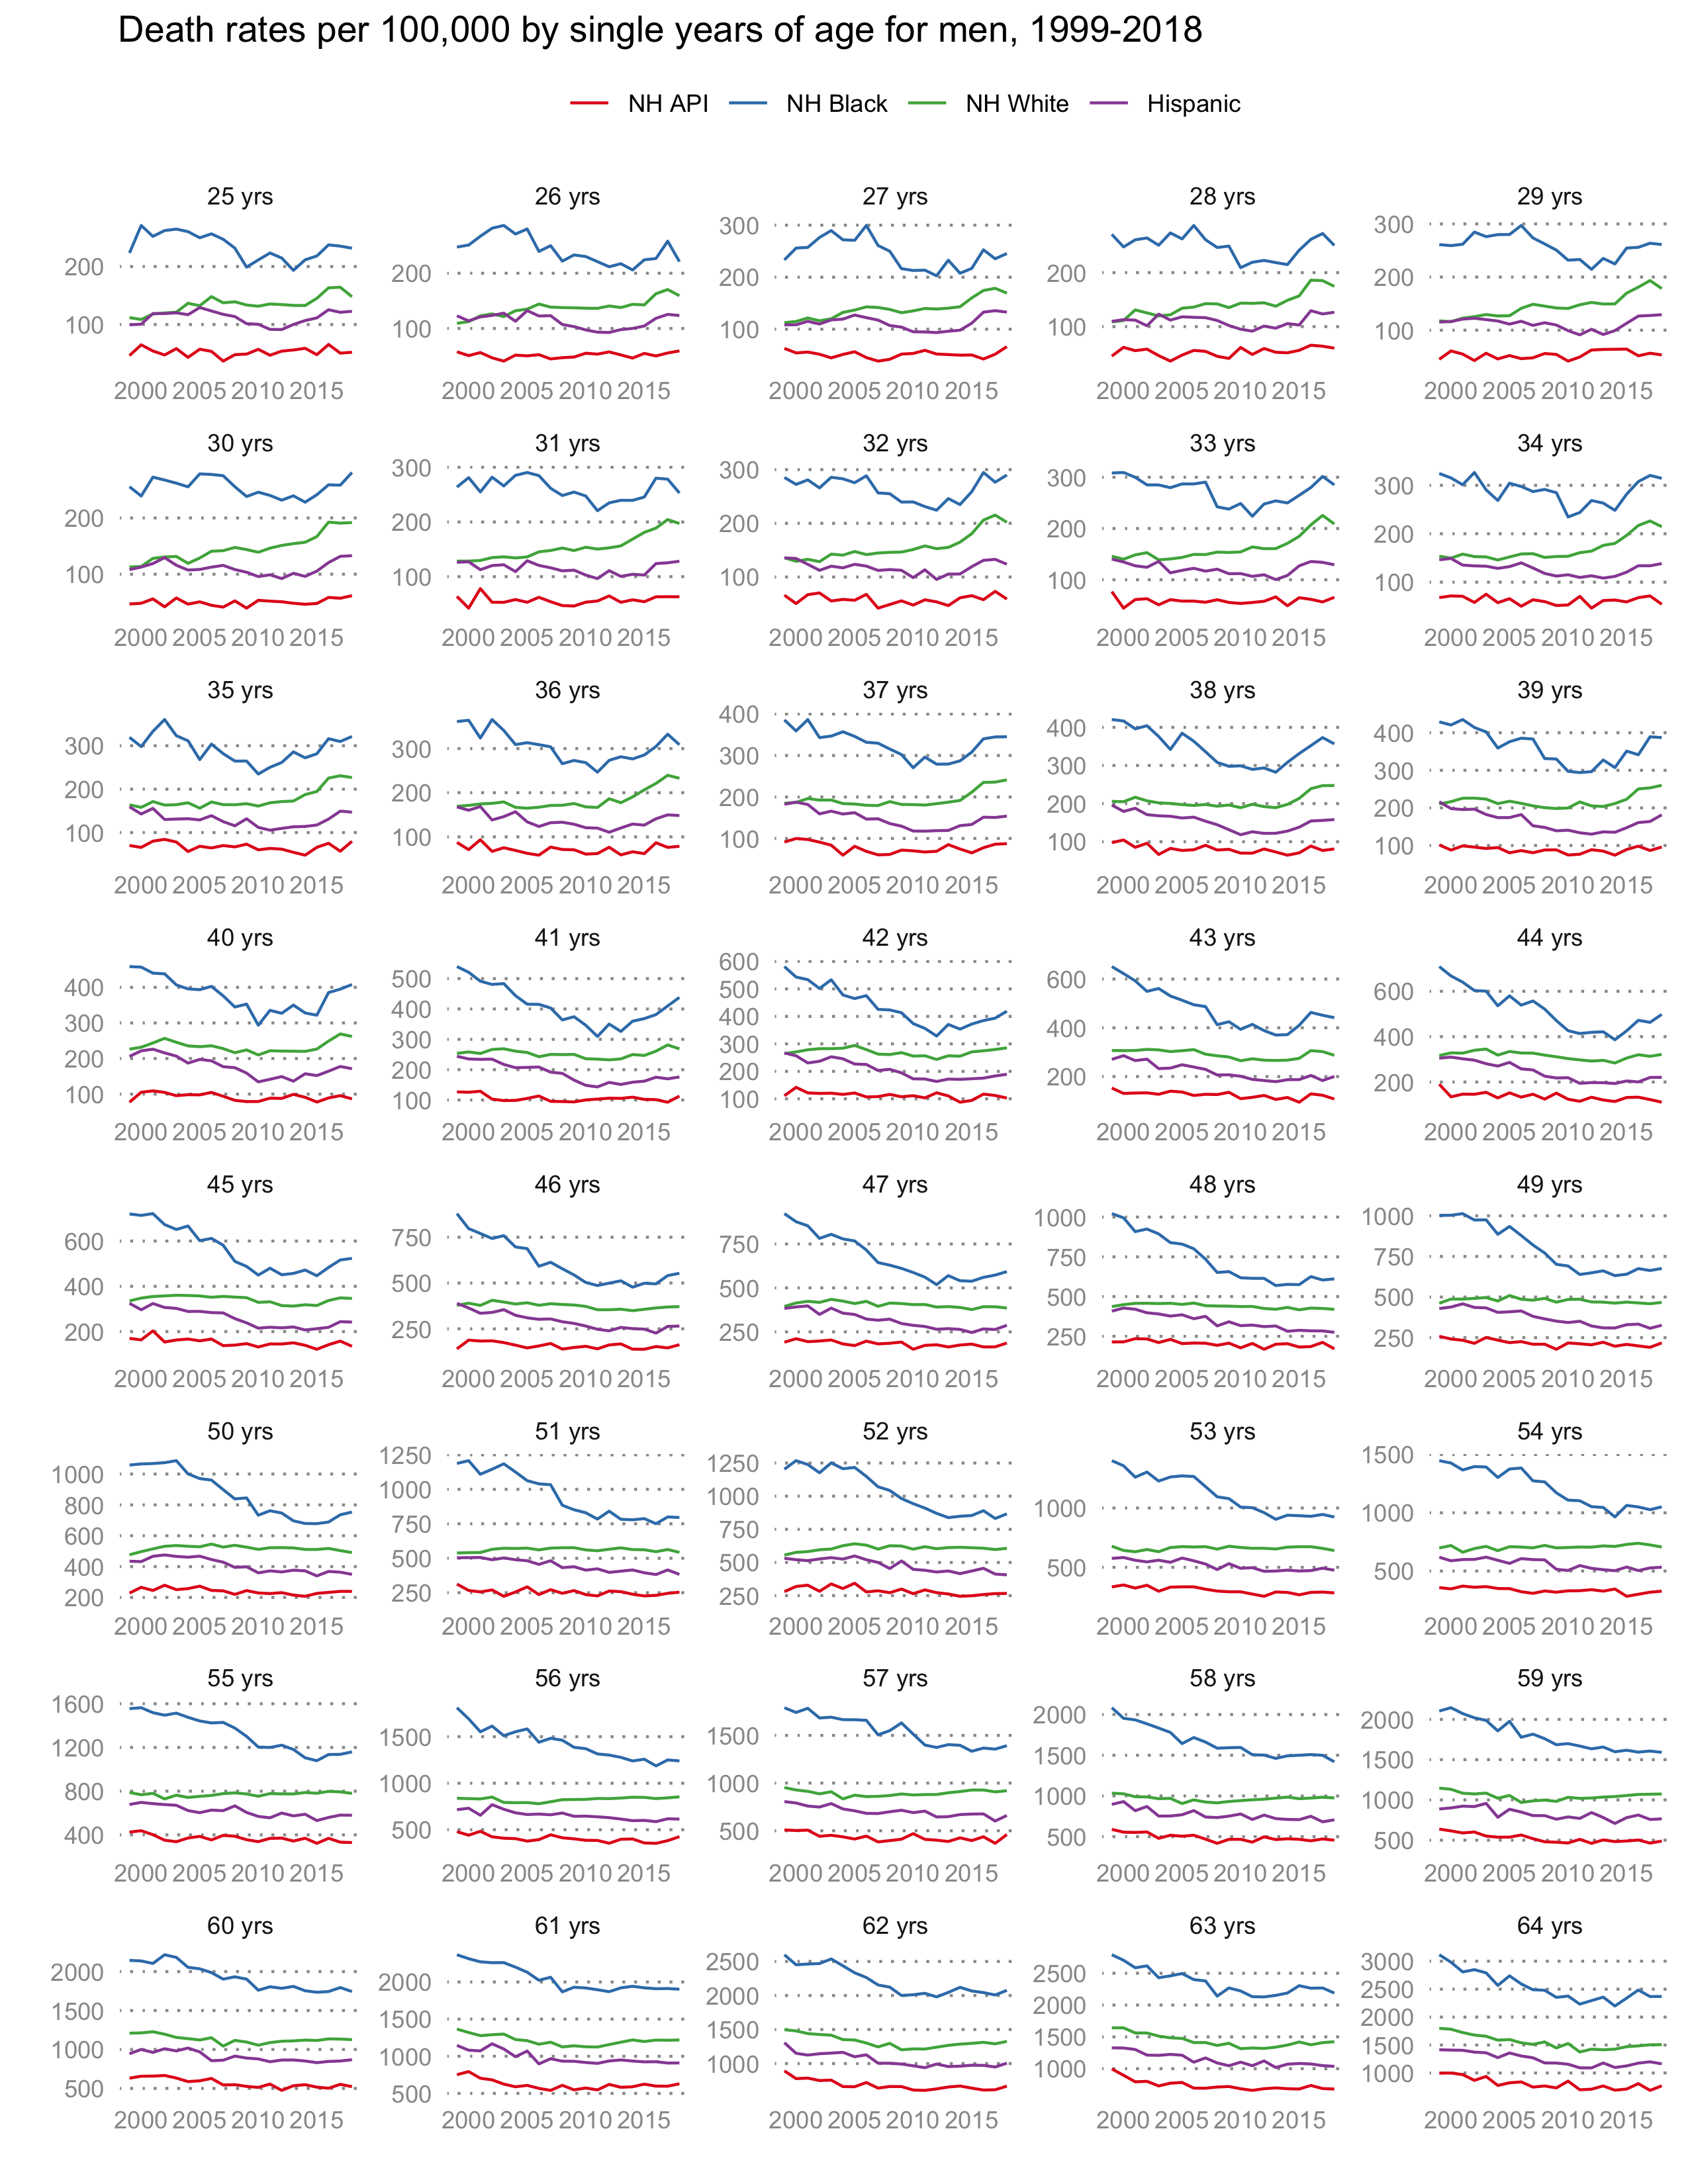 Death rates per 100,000 by single years of age for men, 1999-2018
NH API NH Black NH White Hispanic
25 yrs 26 yrs 27 yrs 28 yrs 29 yrs
200 100
200 100
300 200 100
200 100
300 200 100
2000 2005 2010 2015 2000 2005 2010 2015 2000 2005 2010 2015 2000 2005 2010 2015 2000 2005 2010 2015
30 yrs 31 yrs 32 yrs 33 yrs 34 yrs
200 100
300 200 100
300 200 100
300 200 100
300 200 100
2000 2005 2010 2015 2000 2005 2010 2015 2000 2005 2010 2015 2000 2005 2010 2015 2000 2005 2010 2015
35 yrs 36 yrs 37 yrs 38 yrs 39 yrs
300 200 100
300 200 100
400 300 200 100
400 300 200 100
400 300 200 100
2000 2005 2010 2015 2000 2005 2010 2015 2000 2005 2010 2015 2000 2005 2010 2015 2000 2005 2010 2015
40 yrs 41 yrs 42 yrs 43 yrs 44 yrs
400 300 200 100
500 400 300 200 100
600 500 400 300 200 100
600 400 200
600 400 200
2000 2005 2010 2015 2000 2005 2010 2015 2000 2005 2010 2015 2000 2005 2010 2015 2000 2005 2010 2015
45 yrs 46 yrs 47 yrs 48 yrs 49 yrs
600 400 200
750 500 250
750 500 250
1000 750 500 250
1000 750 500 250
2000 2005 2010 2015 2000 2005 2010 2015 2000 2005 2010 2015 2000 2005 2010 2015 2000 2005 2010 2015
50 yrs 51 yrs 52 yrs 53 yrs 54 yrs
1000 800 600 400 200
1250 1000 750 500 250
1250 1000 750 500 250
1000 500
1500 1000 500
2000 2005 2010 2015 2000 2005 2010 2015 2000 2005 2010 2015 2000 2005 2010 2015 2000 2005 2010 2015
55 yrs 56 yrs 57 yrs 58 yrs 59 yrs
1600 1200 800 400
1500 1000 500
1500 1000 500
2000 1500 1000 500
2000 1500 1000 500
2000 2005 2010 2015 2000 2005 2010 2015 2000 2005 2010 2015 2000 2005 2010 2015 2000 2005 2010 2015
60 yrs 61 yrs 62 yrs 63 yrs 64 yrs
2000 1500 1000 500
2000 1500 1000 500
2500 2000 1500 1000
2500 2000 1500 1000
3000 2500 2000 1500 1000
2000 2005 2010 2015 2000 2005 2010 2015 2000 2005 2010 2015 2000 2005 2010 2015 2000 2005 2010 2015